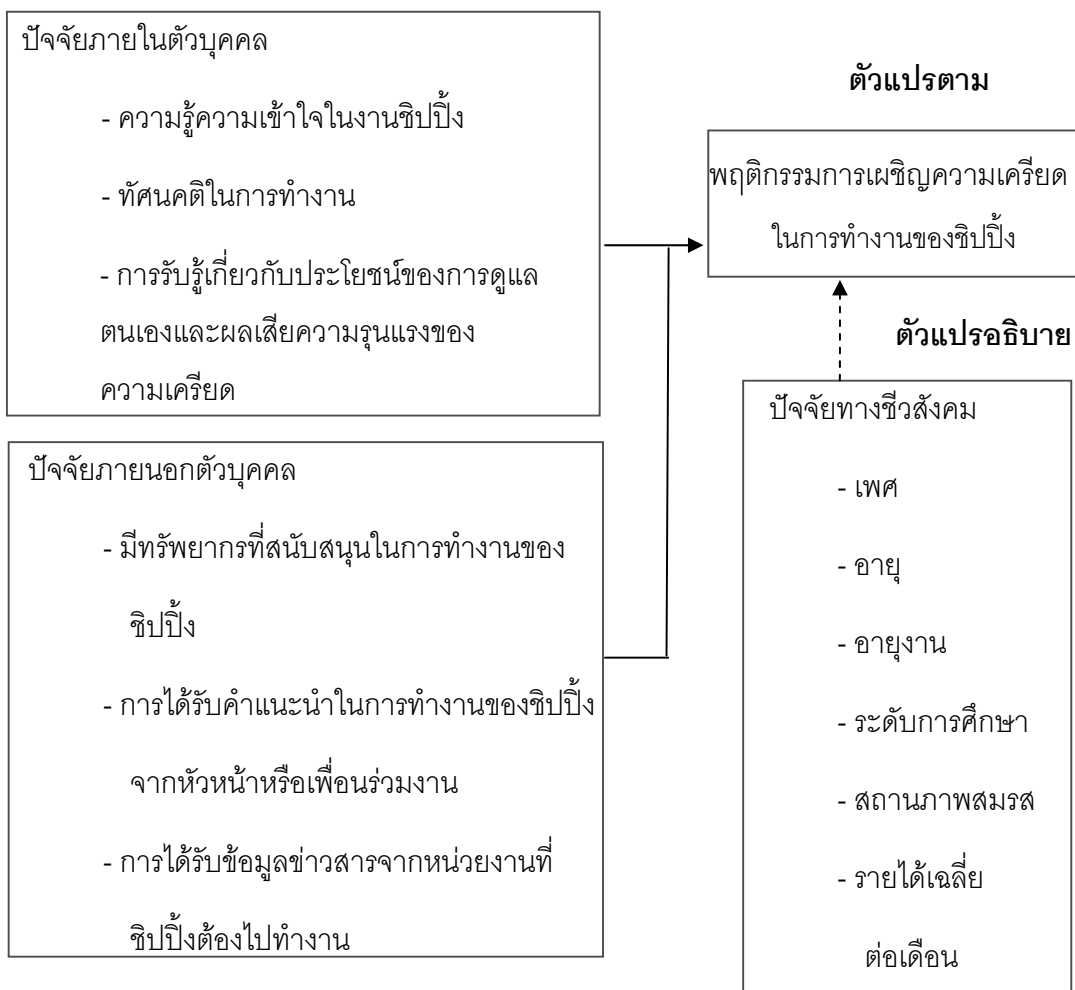 ปัจจัยภายในตัวบุคคล
- ความรู้ความเข้าใจในงานชิปปิ้ง
- ทัศนคติในการทำงาน
- การรับรู้เกี่ยวกับประโยชน์ของการดูแล
ตนเองและผลเสียความรุนแรงของ
ความเครียด
ปัจจัยภายนอกตัวบุคคล
- มีทรัพยากรที่สนับสนุนในการทำงานของ
ชิปปิ้ง
- การได้รับคำแนะนำในการทำงานของชิปปิ้ง
จากหัวหน้าหรือเพื่อนร่วมงาน
- การได้รับข้อมูลข่าวสารจากหน่วยงานที่
ชิปปิ้งต้องไปทำงาน
ตัวแปรตาม
พฤติกรรมการเผชิญความเครียด
ในการทำงานของชิปปิ้ง
ตัวแปรอธิบาย
ปัจจัยทางชีวสังคม
- เพศ
- อายุ
- อายุงาน
- ระดับการศึกษา
- สถานภาพสมรส
- รายได้เฉลี่ย
ต่อเดือน